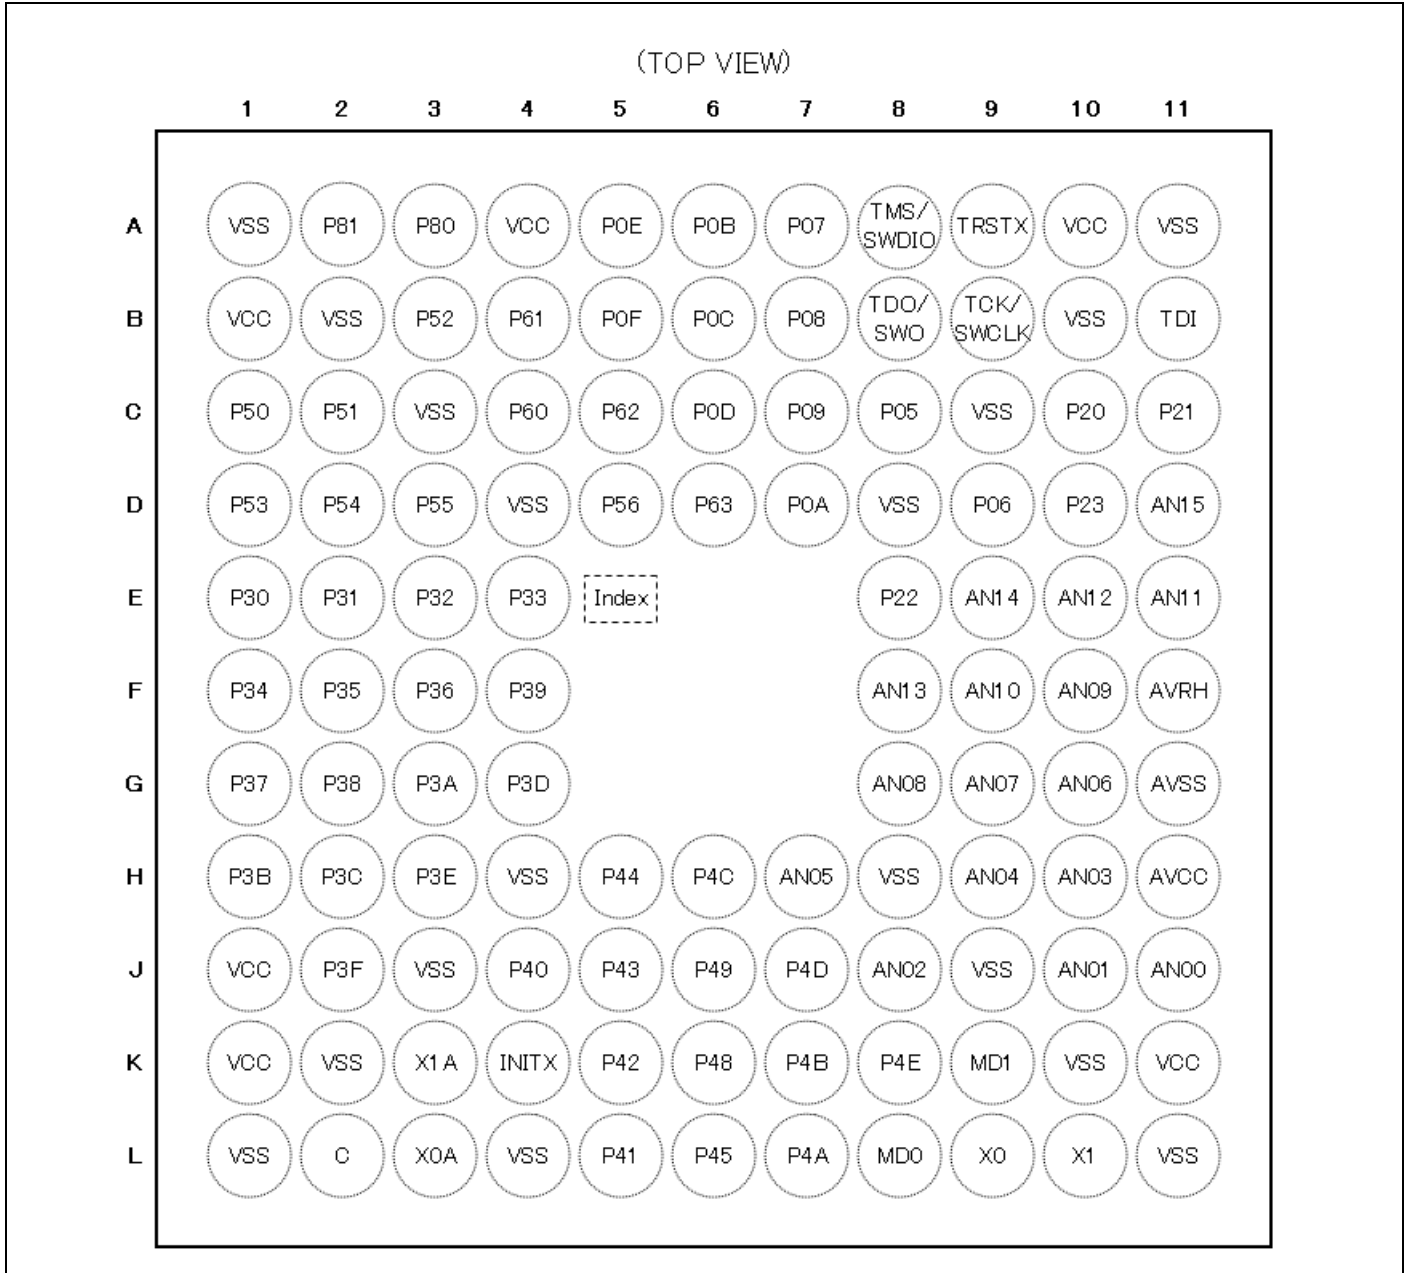 (TOP VIEW)
1 2 3 4 5 6 7 8 9 10 11
A VSS P81 P80 VCC P0E P0B P07 TMS/SWDIO TRSTX VCC VSS
B VCC VSS P52 P61 P0F P0C P08 TDO/SWO TCK/SWCLK VSS TDI
C P50 P51 VSS P60 P62 P0D P09 P05 VSS P20 P21
D P53 P54 P55 VSS P56 P63 P0A VSS P06 P23 AN15
E P30 P31 P32 P33 Index P22 AN14 AN12 AN11
F P34 P35 P36 P39 AN13 AN10 AN09 AVRH
G P37 P38 P3A P3D AN08 AN07 AN06 AVSS
H P3B P3C P3E VSS P44 P4C AN05 VSS AN04 AN03 AVCC
J VCC P3F VSS P40 P43 P49 P4D AN02 VSS AN01 AN00
K VCC VSS X1A INITX P42 P48 P4B P4E MD1 VSS VCC
L VSS C X0A VSS P41 P45 P4A MD0 X0 X1 VSS